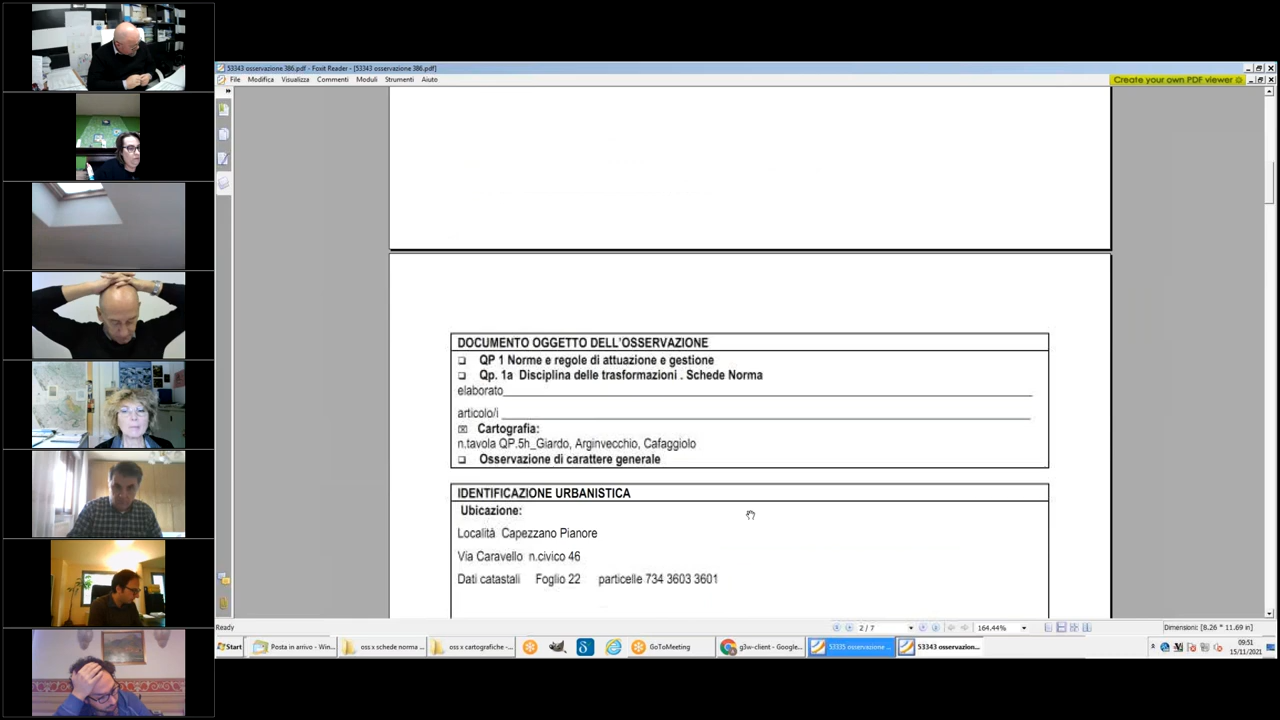 53343 osservazione 386.pdf - Foxit Reader - [53343 osservazione 386.pdf]
File Modifica Visualizza Commenti Moduli Strumenti Aiuto
Create your own PDF viewer
DOCUMENTO OGGETTO DELL'OSSERVAZIONE
QP 1 Norme e regole di attuazione e gestione
Qp. 1a Disciplina delle trasformazioni . Schede Norma
elaborato
articolo/i
Cartografia:
n.tavola QP.5h_Giardo, Arginvecchio, Cafaggiolo
Osservazione di carattere generale
IDENTIFICAZIONE URBANISTICA
Ubicazione:
Località Capezzano Pianore
Via Caravello n.civico 46
Dati catastali Foglio 22 particelle 734 3603 3601
Ready
2 / 7
164,44%
Dimensioni: [8.26 * 11.69 in]
Start
Posta in arrivo - Win...
oss x schede norma ...
oss x cartografiche - ...
GoToMeeting
g3w-client - Google...
53335 osservazione ...
53343 osservazion...
09:51
15/11/2021